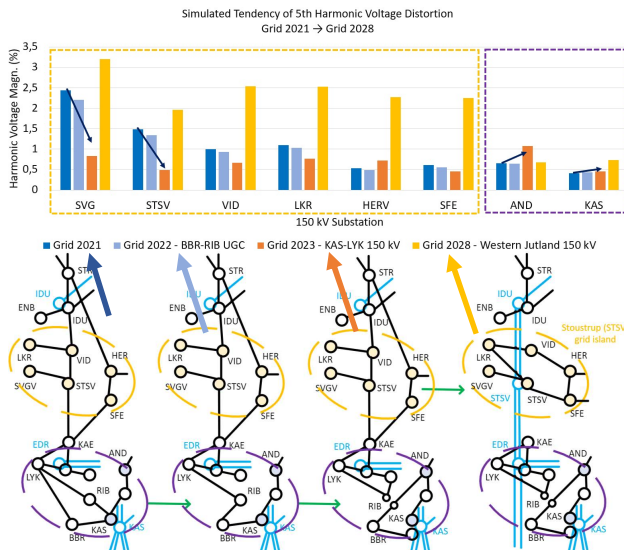 Simulated Tendency of 5th Harmonic Voltage Distortion
Grid 2021 → Grid 2028
Harmonic Voltage Magn. (%)
3,5
3
2,5
2
1,5
1
0,5
0
SVG STSV VID LKR HERV SFE AND KAS
150 kV Substation
Grid 2021 Grid 2022 - BBR-RIB UGC Grid 2023 - KAS-LYK 150 kV Grid 2028 - Western Jutland 150 kV
STR STR STR STR
IDU IDU IDU IDU
ENB ENB ENB ENB
IDU IDU IDU IDU
Stoustrup (STSV)
grid island
VID VID VID VID
LKR LKR LKR LKR
HER HER HER HER
SVGV STSV SVGV STSV SVGV STSV SVGV STSV
STSV
SFE SFE SFE SFE
EDR KAE EDR KAE EDR KAE EDR KAE
AND AND AND AND
LYK LYK LYK LYK
RIB RIB RIB RIB
KAS KAS KAS KAS KAS KAS
BBR BBR BBR BBR